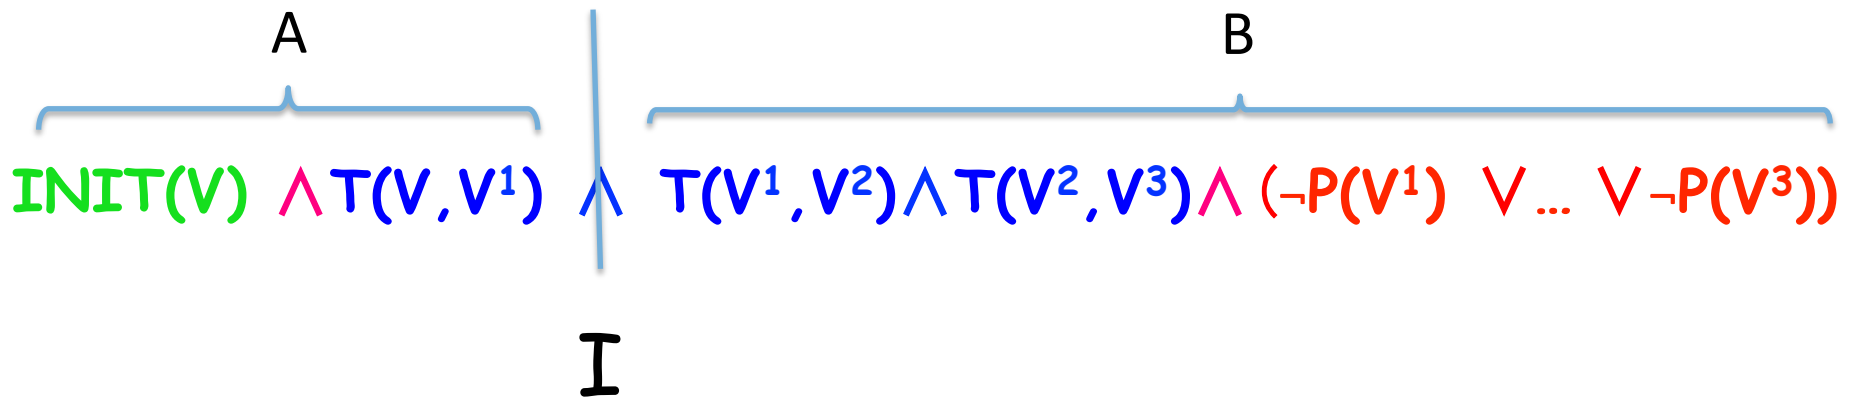 A B
INIT(V) ∧ T(V,V¹) ∧ T(V¹,V²) ∧ T(V²,V³) ∧ (¬P(V¹) ∨ … ∨ ¬P(V³))
I